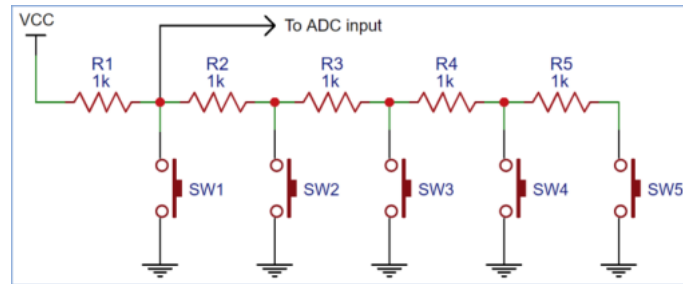 VCC
To ADC input
R1 R2 R3 R4 R5
1k 1k 1k 1k 1k
SW1 SW2 SW3 SW4 SW5